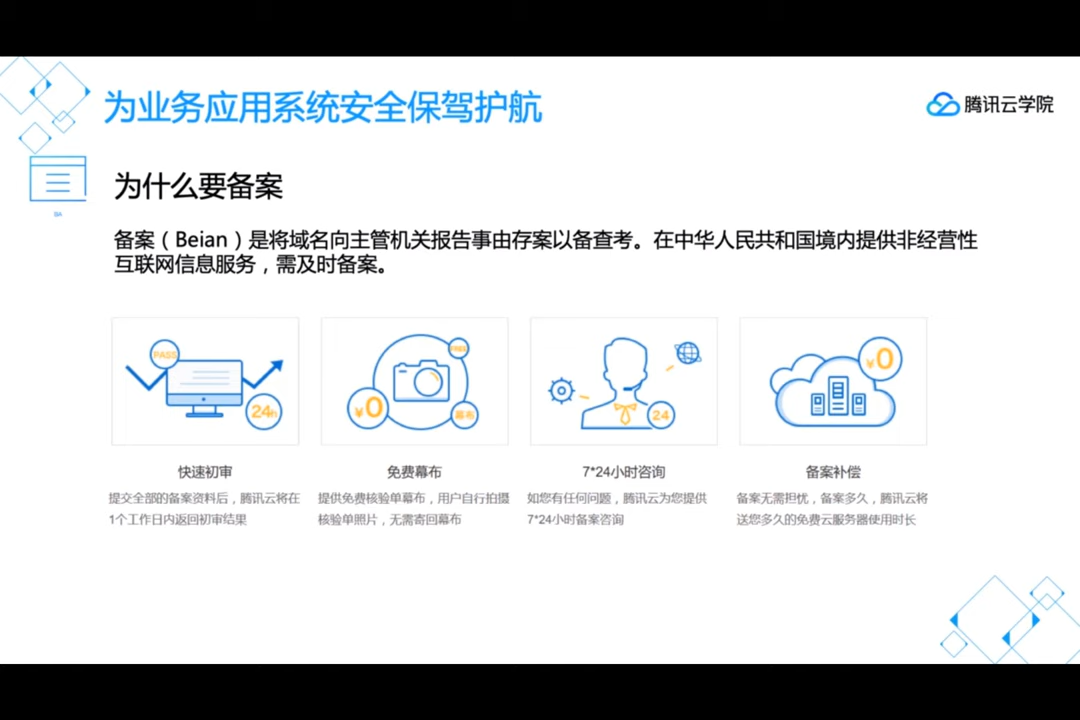 为业务应用系统安全保驾护航
腾讯云学院
为什么要备案
备案（Beian）是将域名向主管机关报告事由存案以备查考。在中华人民共和国境内提供非经营性
互联网信息服务，需及时备案。
PASS
24h
FREE
¥0
幕布
24
¥0
快速初审
提交全部的备案资料后，腾讯云将在
1个工作日内返回初审结果
免费幕布
提供免费核验单幕布，用户自行拍摄
核验单照片，无需寄回幕布
7*24小时咨询
如您有任何问题，腾讯云为您提供
7*24小时备案咨询
备案补偿
备案无需担忧，备案多久，腾讯云将
送您多久的免费云服务器使用时长